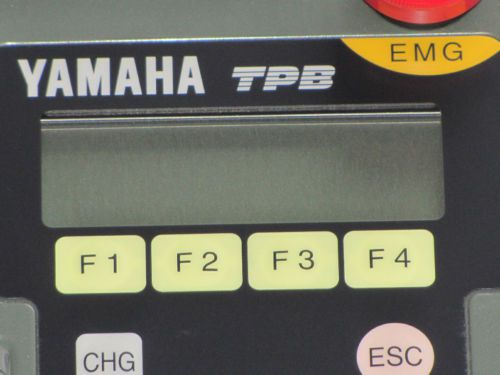 EMG
YAMAHA TPB
F1 F2 F3 F4
CHG ESC